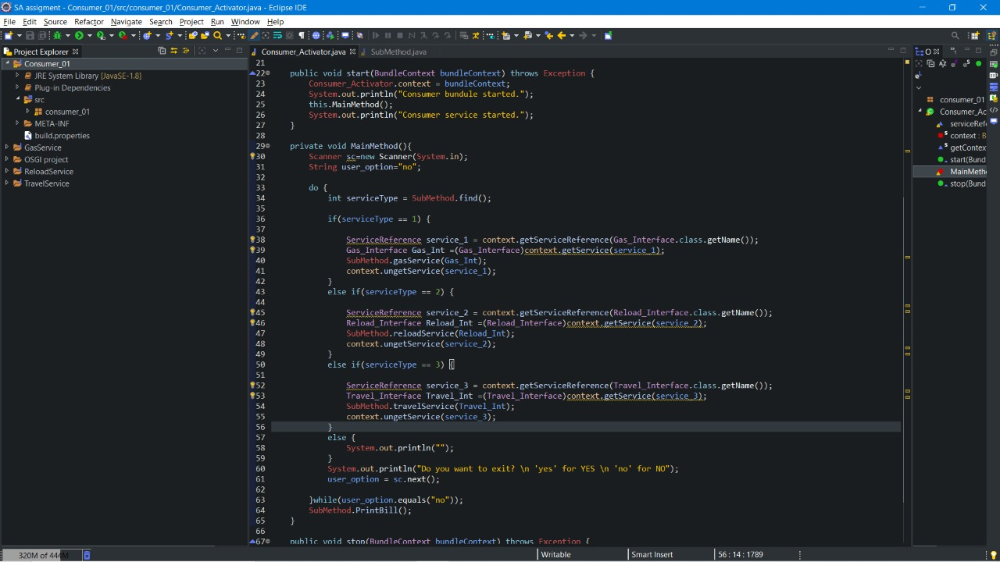 SA assigment - Consumer_01/src/consumer_01/Consumer_Activator.java - Eclipse IDE
File Edit Source Refactor Navigate Search Project Run Window Help
Project Explorer
Consumer_01
JRE System Library [JavaSE-1.8]
Plug-in Dependencies
src
consumer_01
META-INF
build.properties
GasService
OSGI project
ReloadService
TravelService
Consumer_Activator.java SubMethod.java
21
22 public void start(BundleContext bundleContext) throws Exception {
23 Consumer_Activator.context = bundleContext;
24 System.out.println("Consumer bundule started.");
25 this.MainMethod();
26 System.out.println("Consumer service started.");
27 }
28
29 private void MainMethod(){
30 Scanner sc=new Scanner(System.in);
31 String user_option="no";
32
33 do {
34 int serviceType = SubMethod.find();
35
36 if(serviceType == 1) {
37
38 ServiceReference service_1 = context.getServiceReference(Gas_Interface.class.getName());
39 Gas_Interface Gas_Int =(Gas_Interface)context.getService(service_1);
40 SubMethod.gasService(Gas_Int);
41 context.ungetService(service_1);
42 }
43 else if(serviceType == 2) {
44
45 ServiceReference service_2 = context.getServiceReference(Reload_Interface.class.getName());
46 Reload_Interface Reload_Int =(Reload_Interface)context.getService(service_2);
47 SubMethod.reloadService(Reload_Int);
48 context.ungetService(service_2);
49 }
50 else if(serviceType == 3) {
51
52 ServiceReference service_3 = context.getServiceReference(Travel_Interface.class.getName());
53 Travel_Interface Travel_Int =(Travel_Interface)context.getService(service_3);
54 SubMethod.travelService(Travel_Int);
55 context.ungetService(service_3);
56 }
57 else {
58 System.out.println("");
59 }
60 System.out.println("Do you want to exit? \n 'yes' for YES \n 'no' for NO");
61 user_option = sc.next();
62
63 }while(user_option.equals("no"));
64 SubMethod.PrintBill();
65 }
66
67 public void stop(BundleContext bundleContext) throws Exception {
O
consumer_01
Consumer_Ac
serviceRef
context : B
getContex
start(Bund
MainMeth
stop(Bund
320M of 444M
Writable
Smart Insert
56 : 14 : 1789